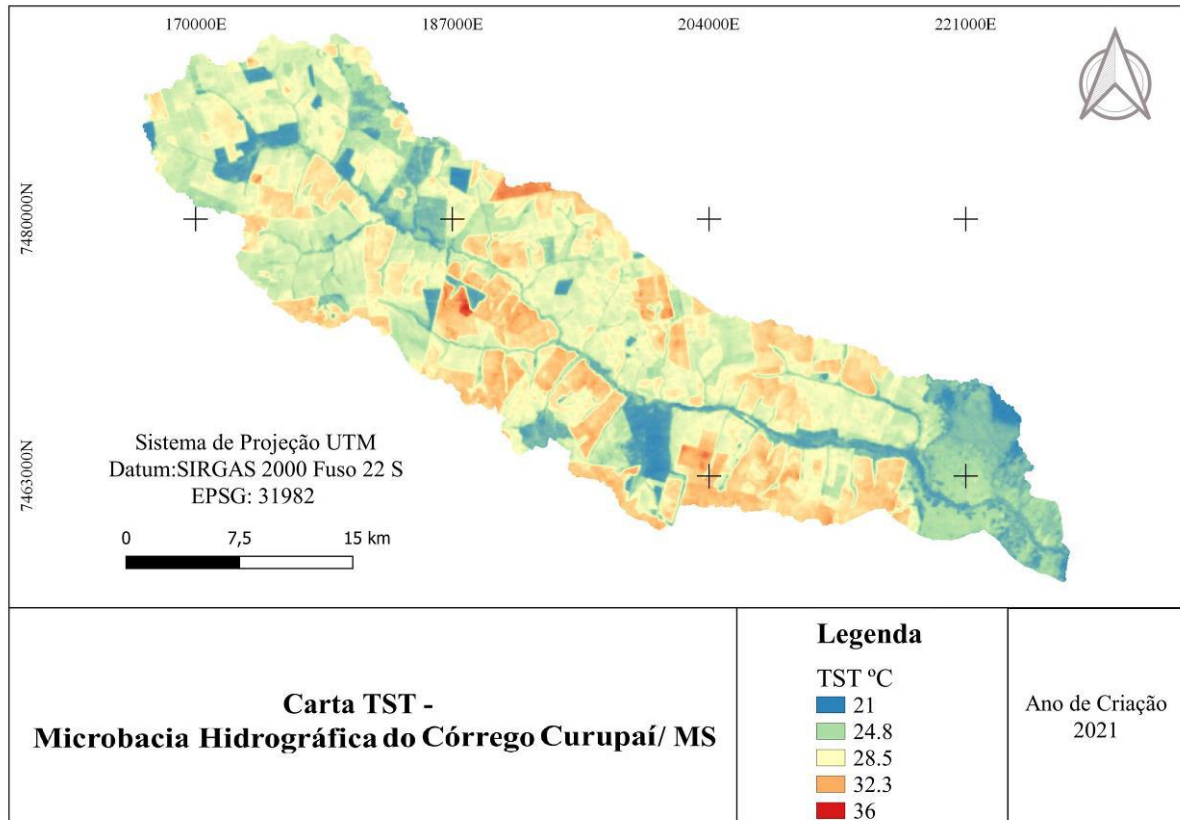 170000E
187000E
204000E
221000E
7480000N
7463000N
Sistema de Projeção UTM
Datum:SIRGAS 2000 Fuso 22 S
EPSG: 31982
0
7,5
15 km
Carta TST -
Microbacia Hidrográfica do Córrego Curupaí/ MS
Legenda
TST ºC
21
24.8
28.5
32.3
36
Ano de Criação
2021